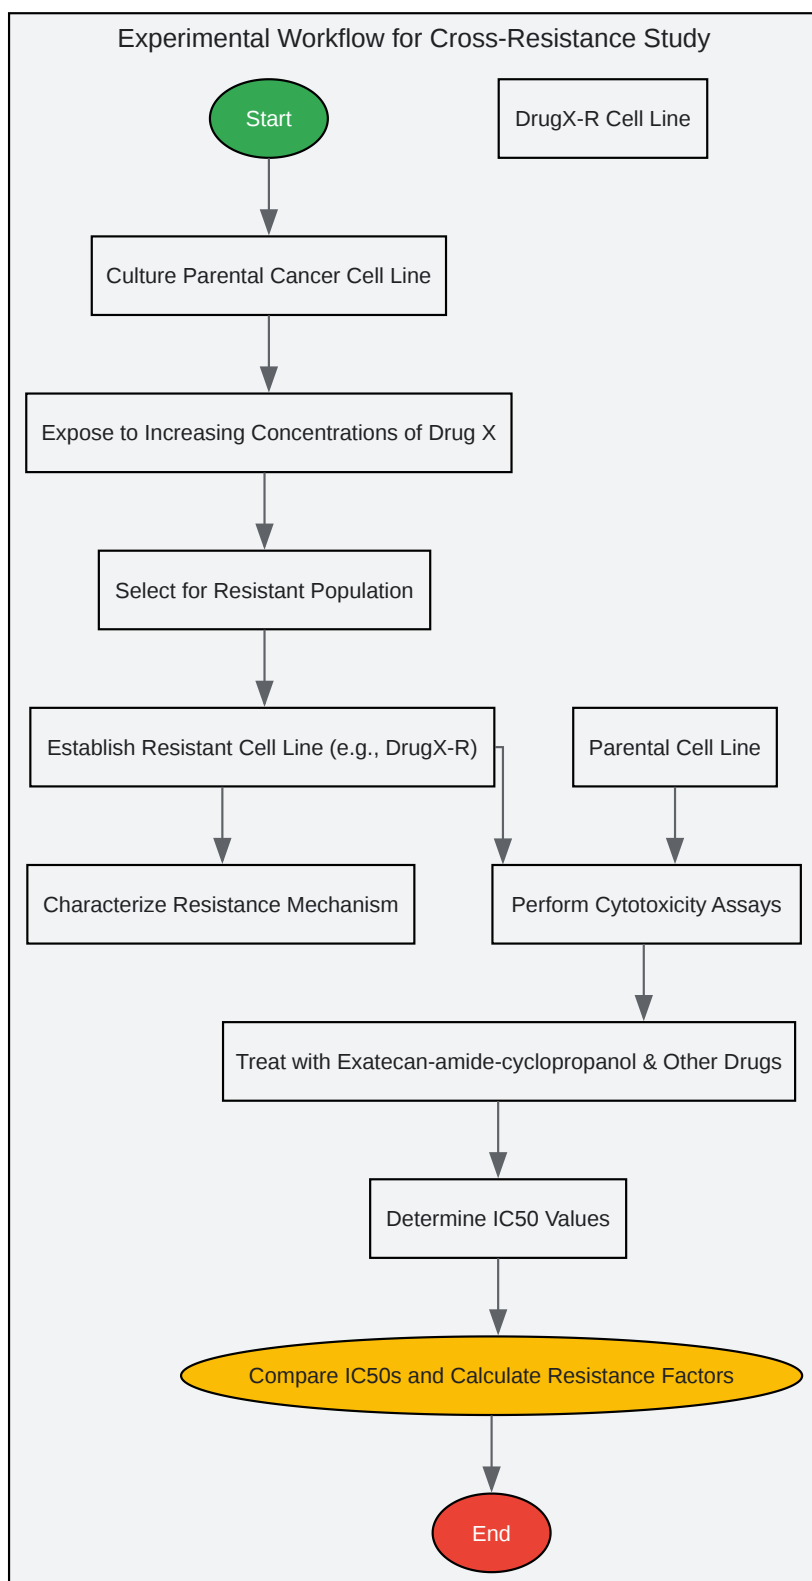 Experimental Workflow for Cross-Resistance Study
Start
DrugX-R Cell Line
Culture Parental Cancer Cell Line
Expose to Increasing Concentrations of Drug X
Select for Resistant Population
Establish Resistant Cell Line (e.g., DrugX-R)
Parental Cell Line
Characterize Resistance Mechanism
Perform Cytotoxicity Assays
Treat with Exatecan-amide-cyclopropanol & Other Drugs
Determine IC50 Values
Compare IC50s and Calculate Resistance Factors
End